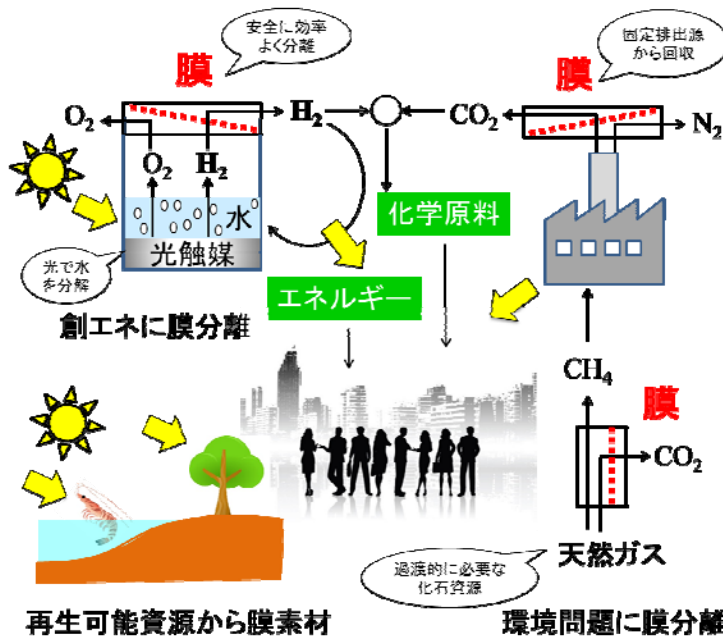 安全に効率
よく分離
膜
固定排出源
から回収
膜
O2
H2
CO2
N2
O2
H2
水
光触媒
化学原料
光で水
を分解
エネルギー
創エネに膜分離
CH4
膜
CO2
天然ガス
過渡的に必要な
化石資源
再生可能資源から膜素材
環境問題に膜分離